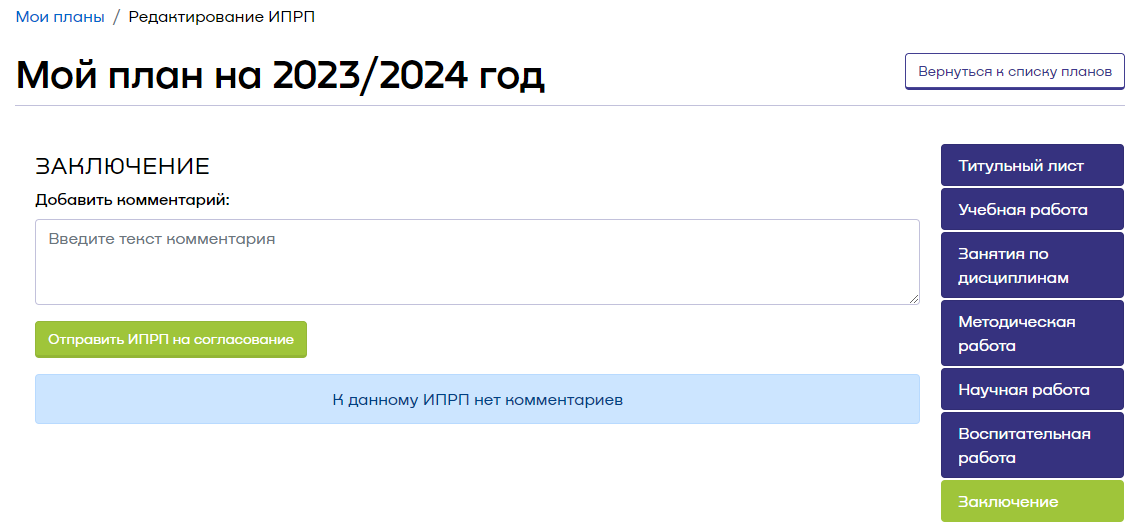 Мои планы / Редактирование ИПРП
Мой план на 2023/2024 год
Вернуться к списку планов
ЗАКЛЮЧЕНИЕ
Добавить комментарий:
Введите текст комментария
Отправить ИПРП на согласование
К данному ИПРП нет комментариев
Титульный лист
Учебная работа
Занятия по
дисциплинам
Методическая
работа
Научная работа
Воспитательная
работа
Заключение